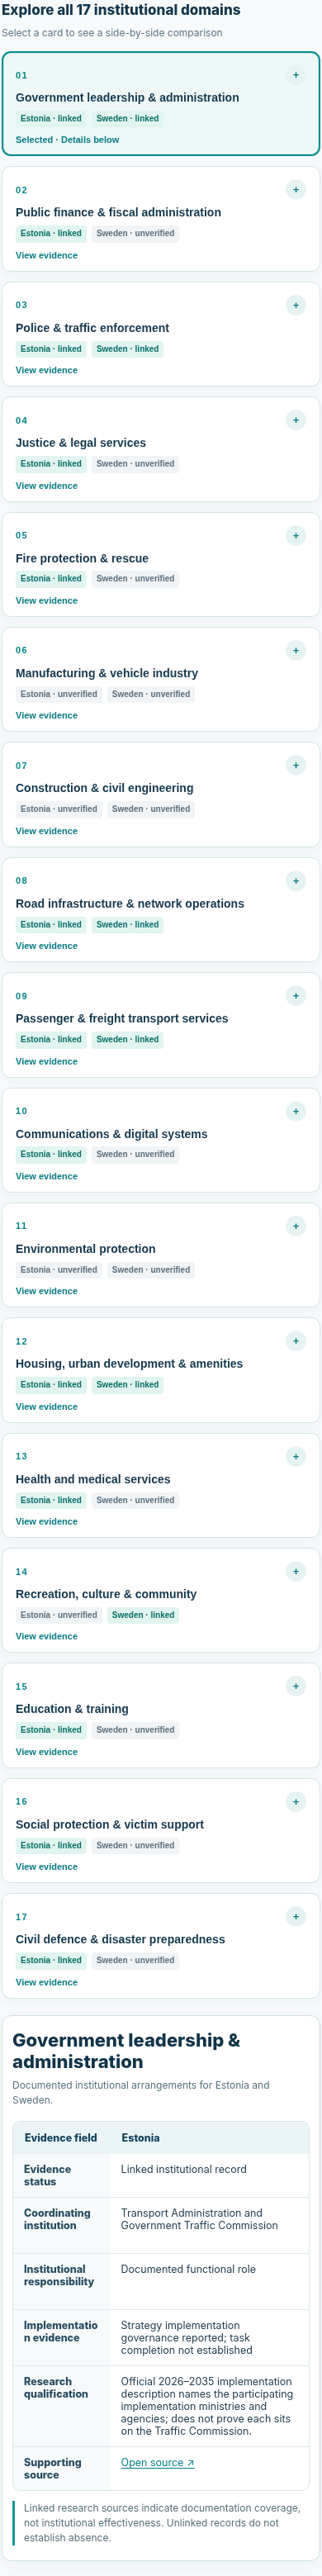 Explore all 17 institutional domains
Select a card to see a side-by-side comparison
01
+
Government leadership & administration
Estonia · linked Sweden · linked
Selected · Details below
02
+
Public finance & fiscal administration
Estonia · linked Sweden · unverified
View evidence
03
+
Police & traffic enforcement
Estonia · linked Sweden · linked
View evidence
04
+
Justice & legal services
Estonia · linked Sweden · unverified
View evidence
05
+
Fire protection & rescue
Estonia · linked Sweden · unverified
View evidence
06
+
Manufacturing & vehicle industry
Estonia · unverified Sweden · unverified
View evidence
07
+
Construction & civil engineering
Estonia · unverified Sweden · unverified
View evidence
08
+
Road infrastructure & network operations
Estonia · linked Sweden · linked
View evidence
09
+
Passenger & freight transport services
Estonia · linked Sweden · linked
View evidence
10
+
Communications & digital systems
Estonia · linked Sweden · unverified
View evidence
11
+
Environmental protection
Estonia · unverified Sweden · unverified
View evidence
12
+
Housing, urban development & amenities
Estonia · linked Sweden · linked
View evidence
13
+
Health and medical services
Estonia · linked Sweden · unverified
View evidence
14
+
Recreation, culture & community
Estonia · unverified Sweden · linked
View evidence
15
+
Education & training
Estonia · linked Sweden · unverified
View evidence
16
+
Social protection & victim support
Estonia · linked Sweden · unverified
View evidence
17
+
Civil defence & disaster preparedness
Estonia · linked Sweden · unverified
View evidence
Government leadership &
administration
Documented institutional arrangements for Estonia and
Sweden.
Evidence field Estonia
Evidence
status
Linked institutional record
Coordinating
institution
Transport Administration and
Government Traffic Commission
Institutional
responsibility
Documented functional role
Implementatio
n evidence
Strategy implementation
governance reported; task
completion not established
Research
qualification
Official 2026–2035 implementation
description names the participating
implementation ministries and
agencies; does not prove each sits
on the Traffic Commission.
Supporting
source
Open source ↗
Linked research sources indicate documentation coverage,
not institutional effectiveness. Unlinked records do not
establish absence.